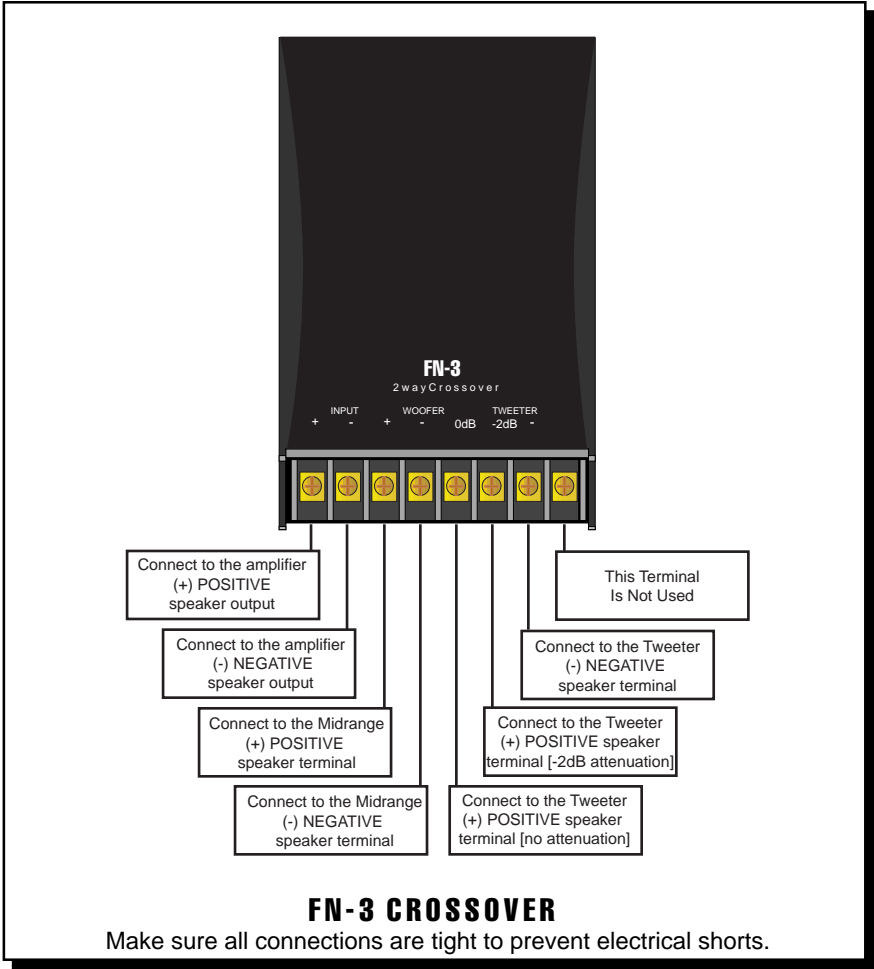 FN-3
2wayCrossover
INPUT WOOFER TWEETER
+ - + - 0dB -2dB -
Connect to the amplifier
(+) POSITIVE
speaker output
This Terminal
Is Not Used
Connect to the amplifier
(-) NEGATIVE
speaker output
Connect to the Tweeter
(-) NEGATIVE
speaker terminal
Connect to the Midrange
(+) POSITIVE
speaker terminal
Connect to the Tweeter
(+) POSITIVE speaker
terminal [-2dB attenuation]
Connect to the Midrange
(-) NEGATIVE
speaker terminal
Connect to the Tweeter
(+) POSITIVE speaker
terminal [no attenuation]
FN-3 CROSSOVER
Make sure all connections are tight to prevent electrical shorts.